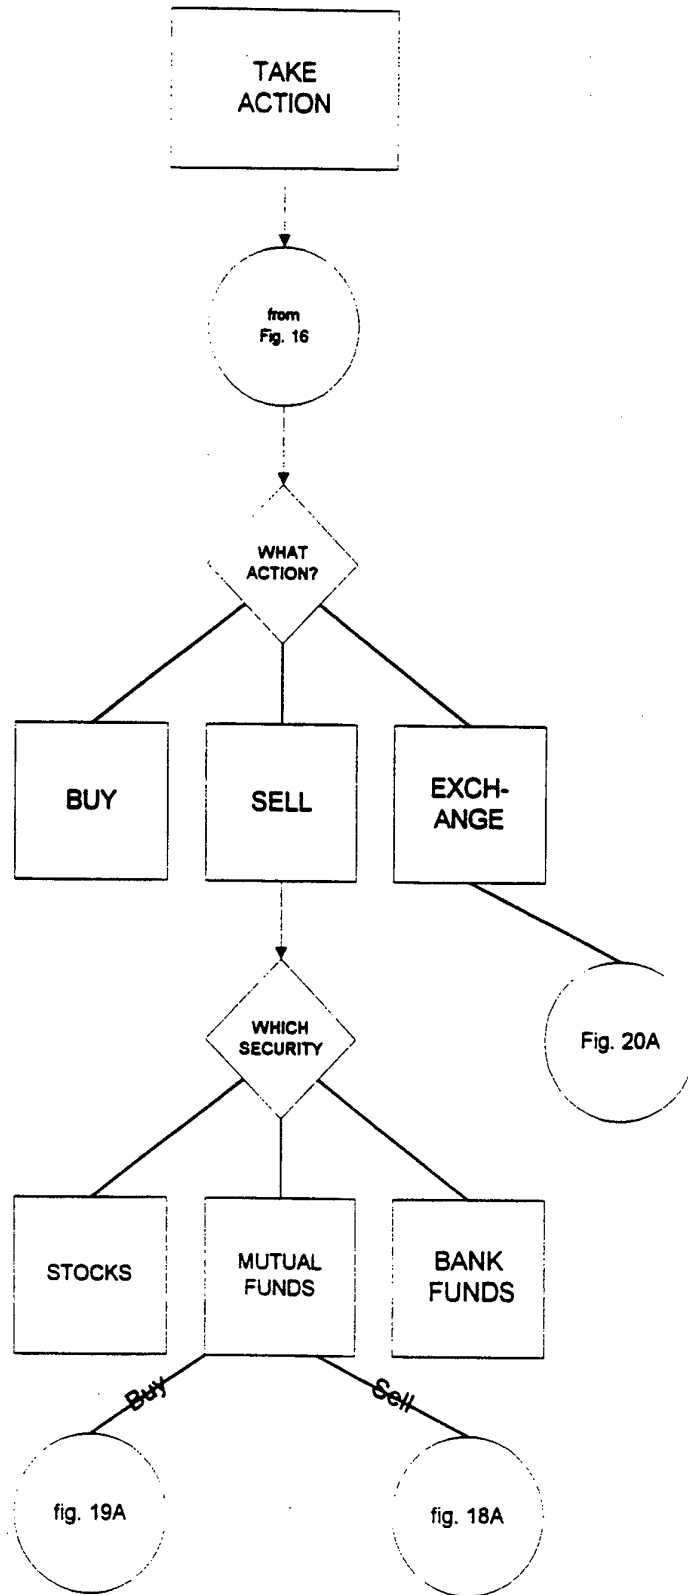 TAKE
ACTION
from
Fig. 16
WHAT
ACTION?
BUY
SELL
EXCH-
ANGE
WHICH
SECURITY
Fig. 20A
STOCKS
MUTUAL
FUNDS
BANK
FUNDS
Buy
Sell
fig. 19A
fig. 18A